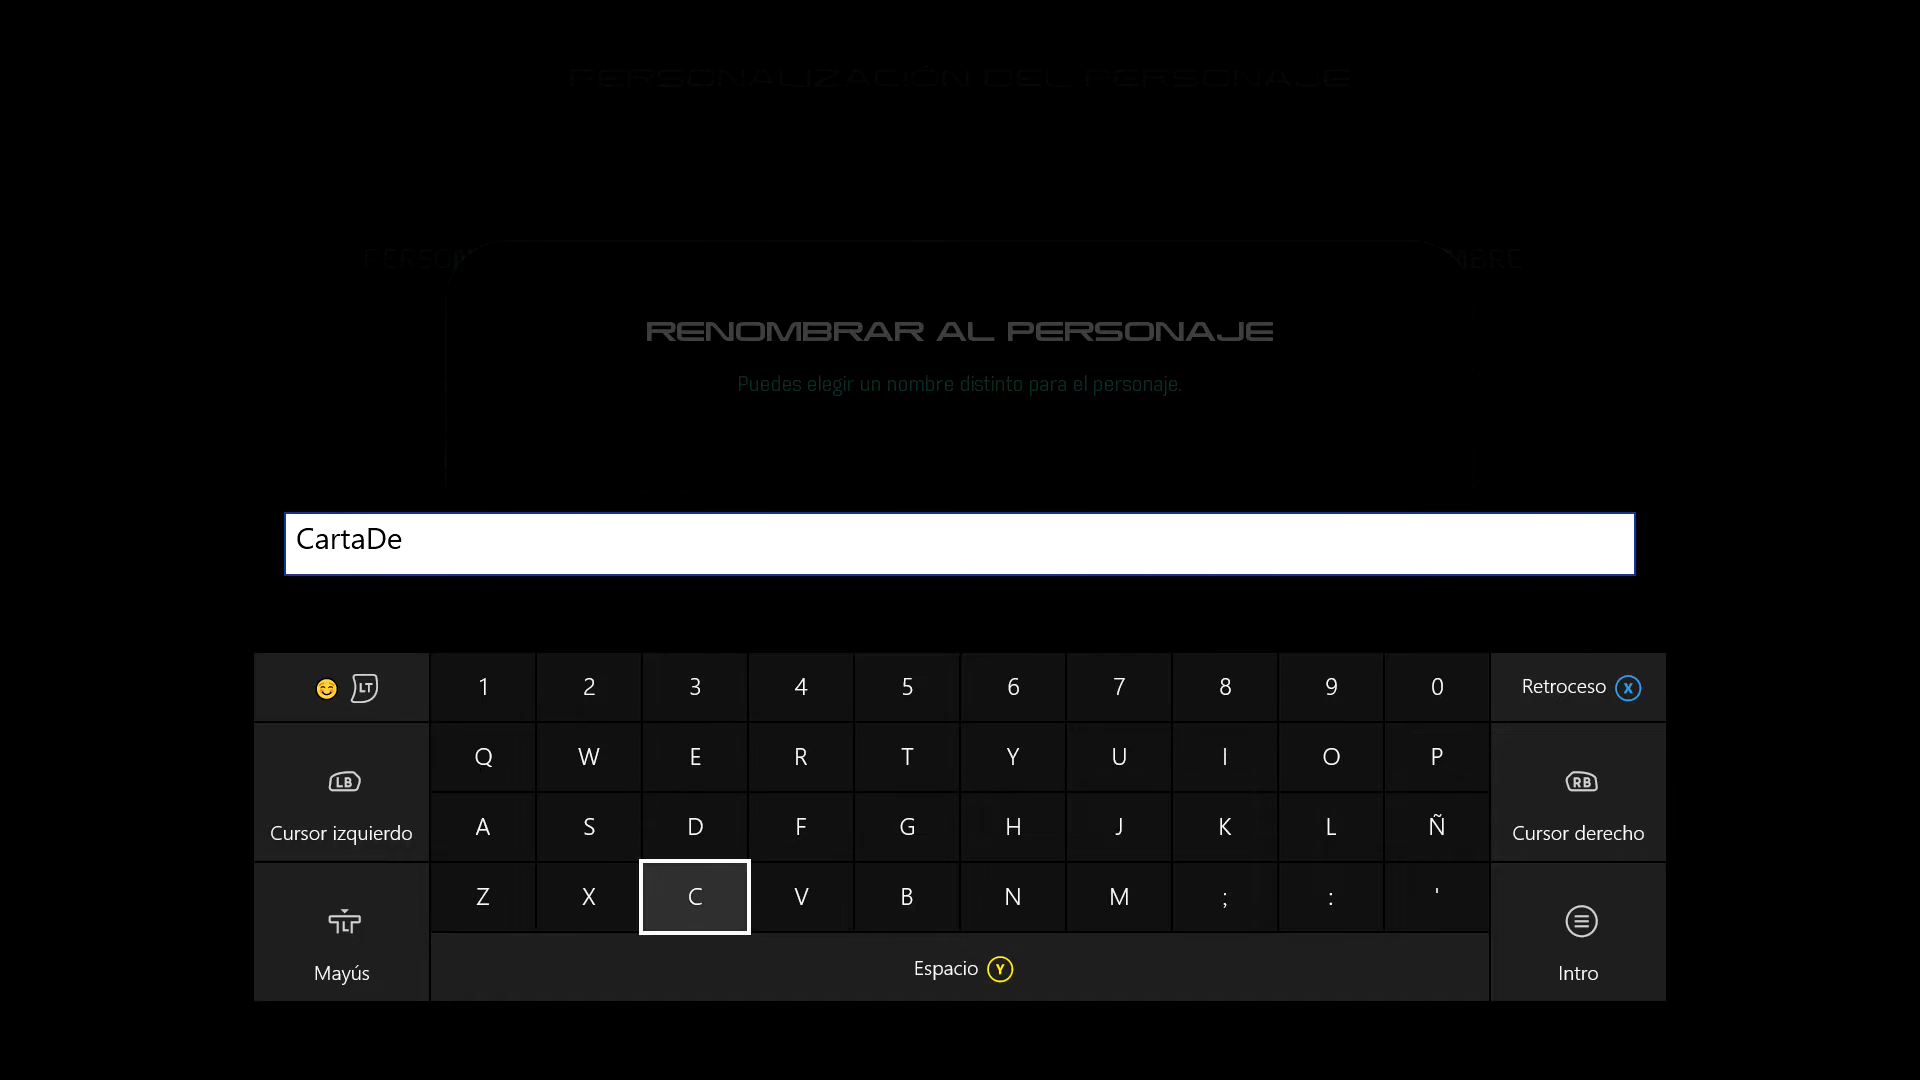 PERSONALIZACIÓN DEL PERSONAJE
RENOMBRAR AL PERSONAJE
Puedes elegir un nombre distinto para el personaje.
CartaDe
LT 1 2 3 4 5 6 7 8 9 0 Retroceso X
Q W E R T Y U I O P
LB RB
Cursor izquierdo A S D F G H J K L Ñ Cursor derecho
Z X C V B N M ; : '
Mayús Espacio Y Intro